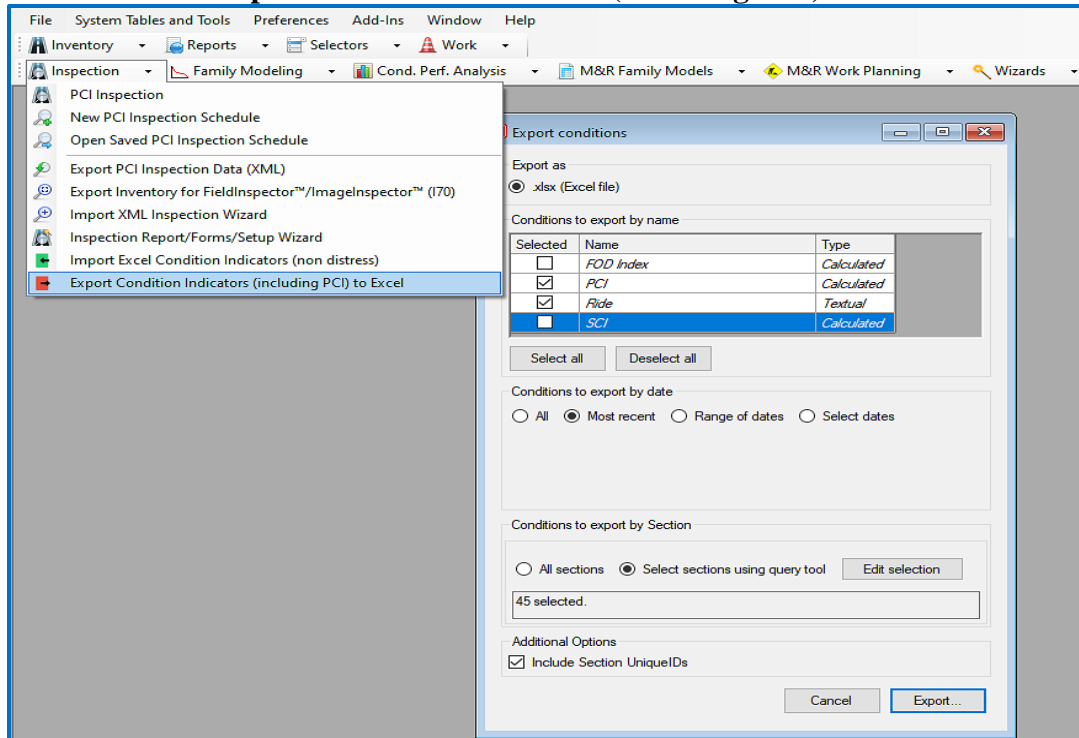 File System Tables and Tools Preferences Add-Ins Window Help
Inventory Reports Selectors Work
Inspection Family Modeling Cond. Perf. Analysis M&R Family Models M&R Work Planning Wizards
PCI Inspection
New PCI Inspection Schedule
Open Saved PCI Inspection Schedule
Export PCI Inspection Data (XML)
Export Inventory for FieldInspector™/ImageInspector™ (I70)
Import XML Inspection Wizard
Inspection Report/Forms/Setup Wizard
Import Excel Condition Indicators (non distress)
Export Condition Indicators (including PCI) to Excel
Export conditions
Export as
.xlsx (Excel file)
Conditions to export by name
Selected Name Type
FOD Index Calculated
PCI Calculated
Ride Textual
SCI Calculated
Select all Deselect all
Conditions to export by date
All Most recent Range of dates Select dates
Conditions to export by Section
All sections Select sections using query tool Edit selection
45 selected.
Additional Options
Include Section UniqueIDs
Cancel Export...